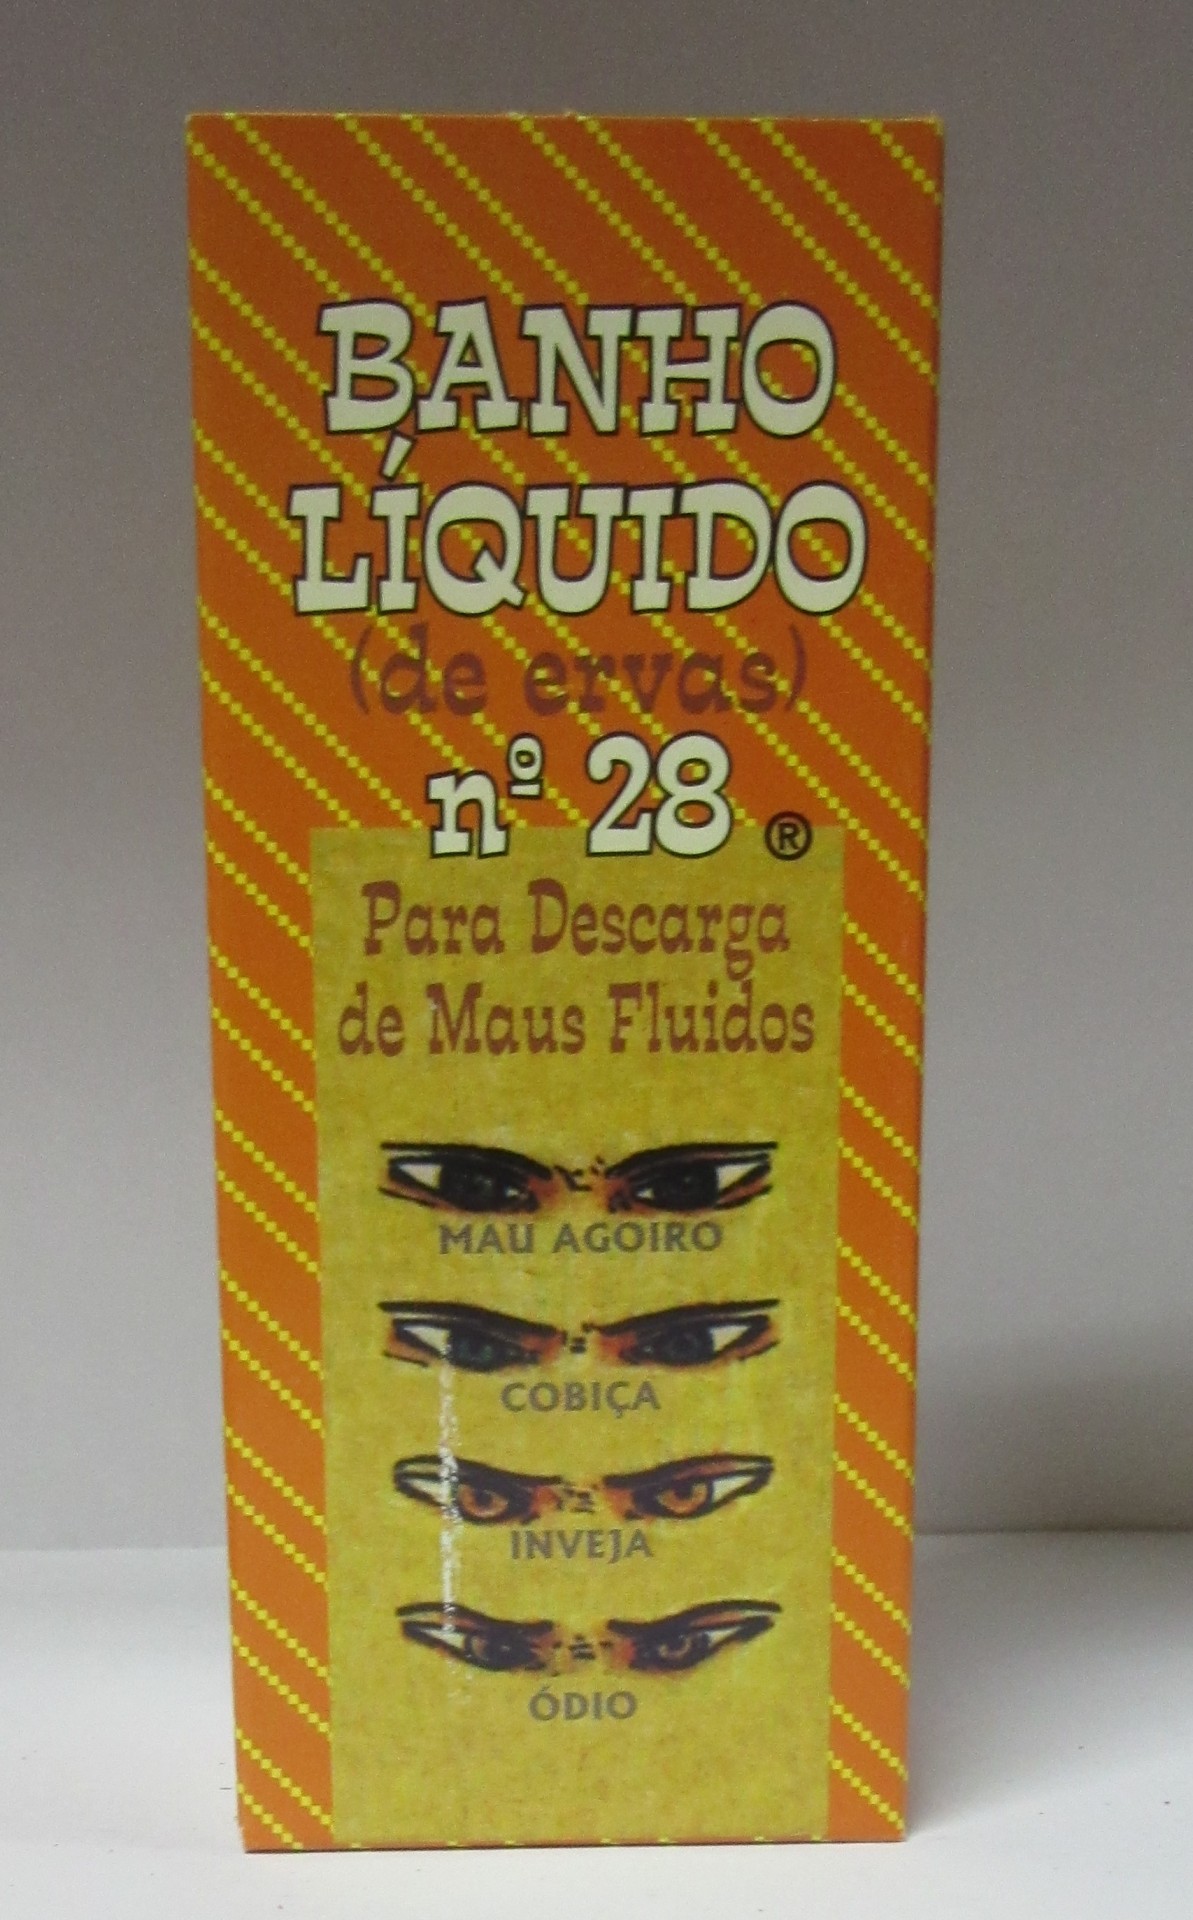 BANHO
LÍQUIDO
(de ervas)
nº 28 ®
Para Descarga
de Maus Fluidos
MAU AGOIRO
COBIÇA
INVEJA
ÓDIO